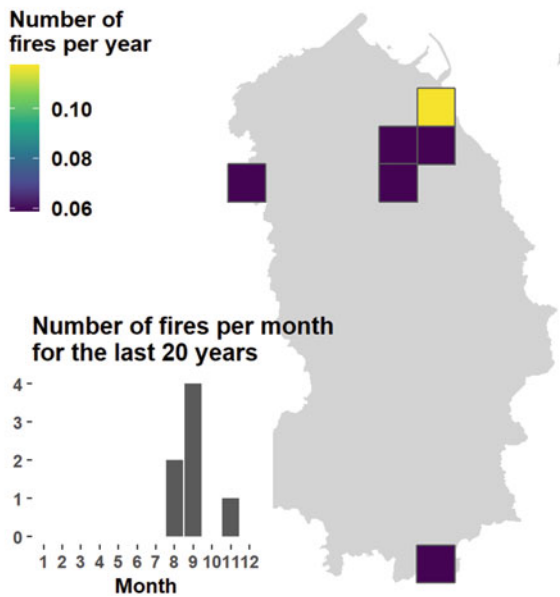 Number of
fires per year
0.10
0.08
0.06
Number of fires per month
for the last 20 years
4
3
2
1
0
1 2 3 4 5 6 7 8 9 10 11 12
Month